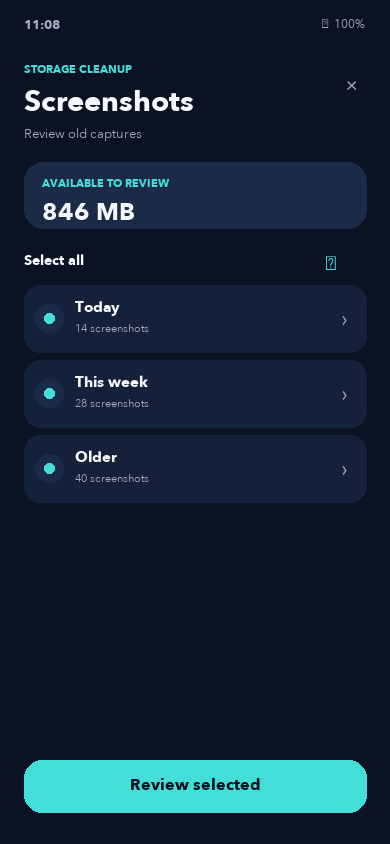 11:08
100%
STORAGE CLEANUP
Screenshots
×
Review old captures
AVAILABLE TO REVIEW
846 MB
Select all
Today
14 screenshots
›
This week
28 screenshots
›
Older
40 screenshots
›
Review selected